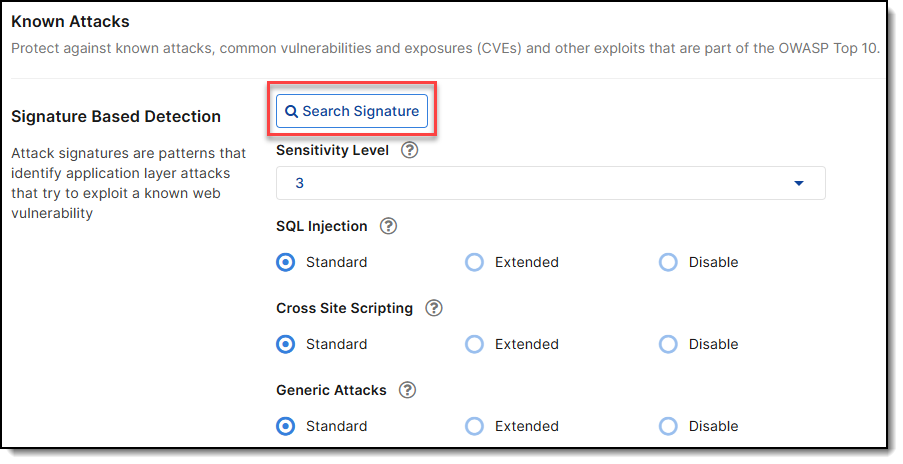 Known Attacks
Protect against known attacks, common vulnerabilities and exposures (CVEs) and other exploits that are part of the OWASP Top 10.
Signature Based Detection
Attack signatures are patterns that
identify application layer attacks
that try to exploit a known web
vulnerability
Search Signature
Sensitivity Level ?
3
SQL Injection ?
Standard Extended Disable
Cross Site Scripting ?
Standard Extended Disable
Generic Attacks ?
Standard Extended Disable